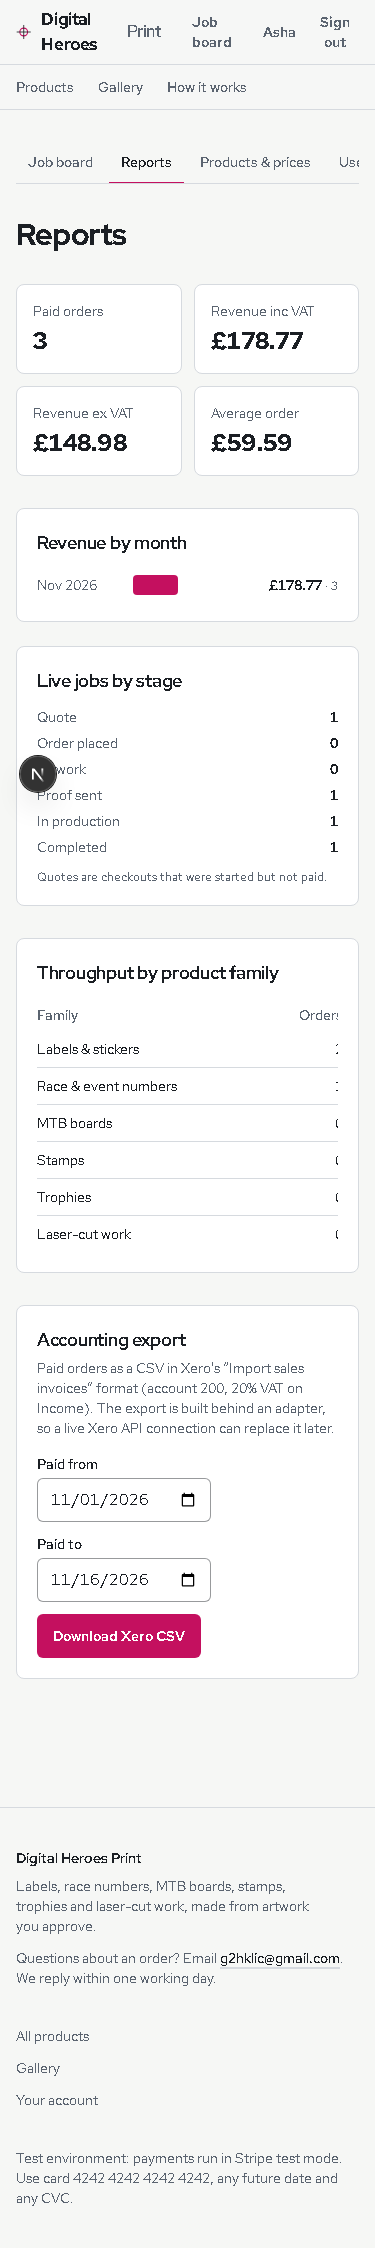 Digital Heroes
Print
Job board
Asha
Sign out
Products
Gallery
How it works
Job board
Reports
Products & prices
Reports
Paid orders
3
Revenue inc VAT
£178.77
Revenue ex VAT
£148.98
Average order
£59.59
Revenue by month
Nov 2026
£178.77 · 3
Live jobs by stage
Quote 1
Order placed 0
N
work 0
Proof sent 1
In production 1
Completed 1
Quotes are checkouts that were started but not paid.
Throughput by product family
Family Orders
Labels & stickers
Race & event numbers
MTB boards
Stamps
Trophies
Laser-cut work
Accounting export
Paid orders as a CSV in Xero's "Import sales
invoices" format (account 200, 20% VAT on
Income). The export is built behind an adapter,
so a live Xero API connection can replace it later.
Paid from
11/01/2026
Paid to
11/16/2026
Download Xero CSV
Digital Heroes Print
Labels, race numbers, MTB boards, stamps,
trophies and laser-cut work, made from artwork
you approve.
Questions about an order? Email g2hklic@gmail.com.
We reply within one working day.
All products
Gallery
Your account
Test environment: payments run in Stripe test mode.
Use card 4242 4242 4242 4242, any future date and
any CVC.